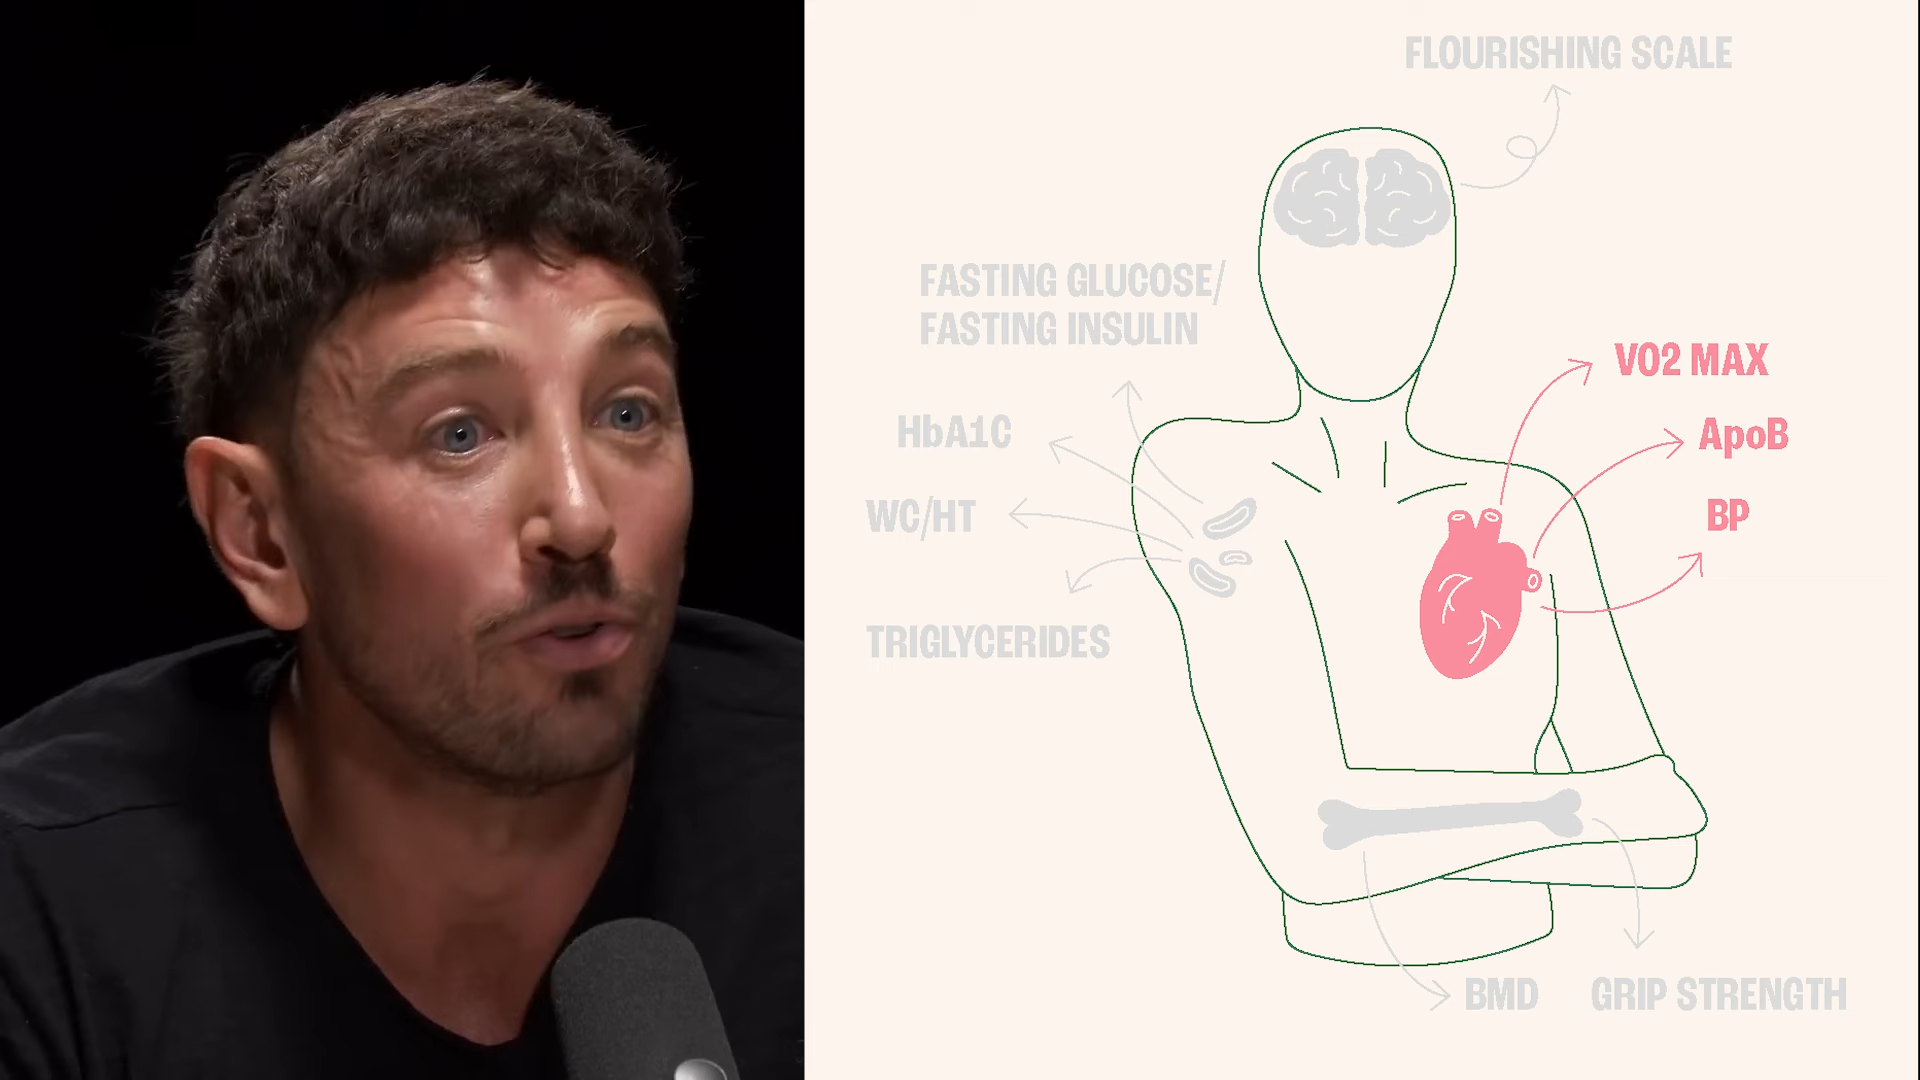 FLOURISHING SCALE
FASTING GLUCOSE/
FASTING INSULIN
VO2 MAX
HbA1C
ApoB
WC/HT
BP
TRIGLYCERIDES
BMD
GRIP STRENGTH